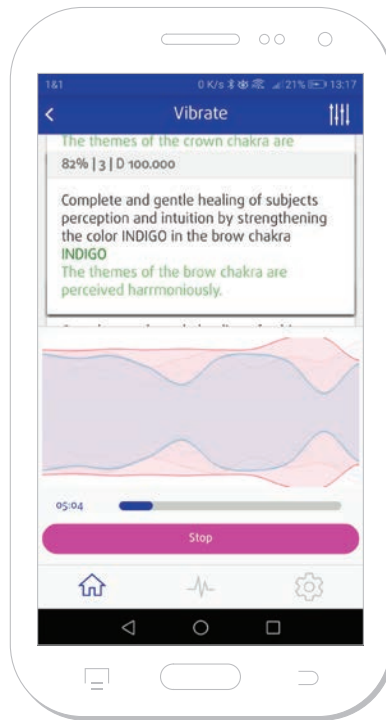 1&1 0 K/s 21% 13:17
Vibrate
The themes of the crown chakra are
82% | 3 | D 100.000
Complete and gentle healing of subjects
perception and intuition by strengthening
the color INDIGO in the brow chakra
INDIGO
The themes of the brow chakra are
perceived harrmoniously.
05:04
Stop